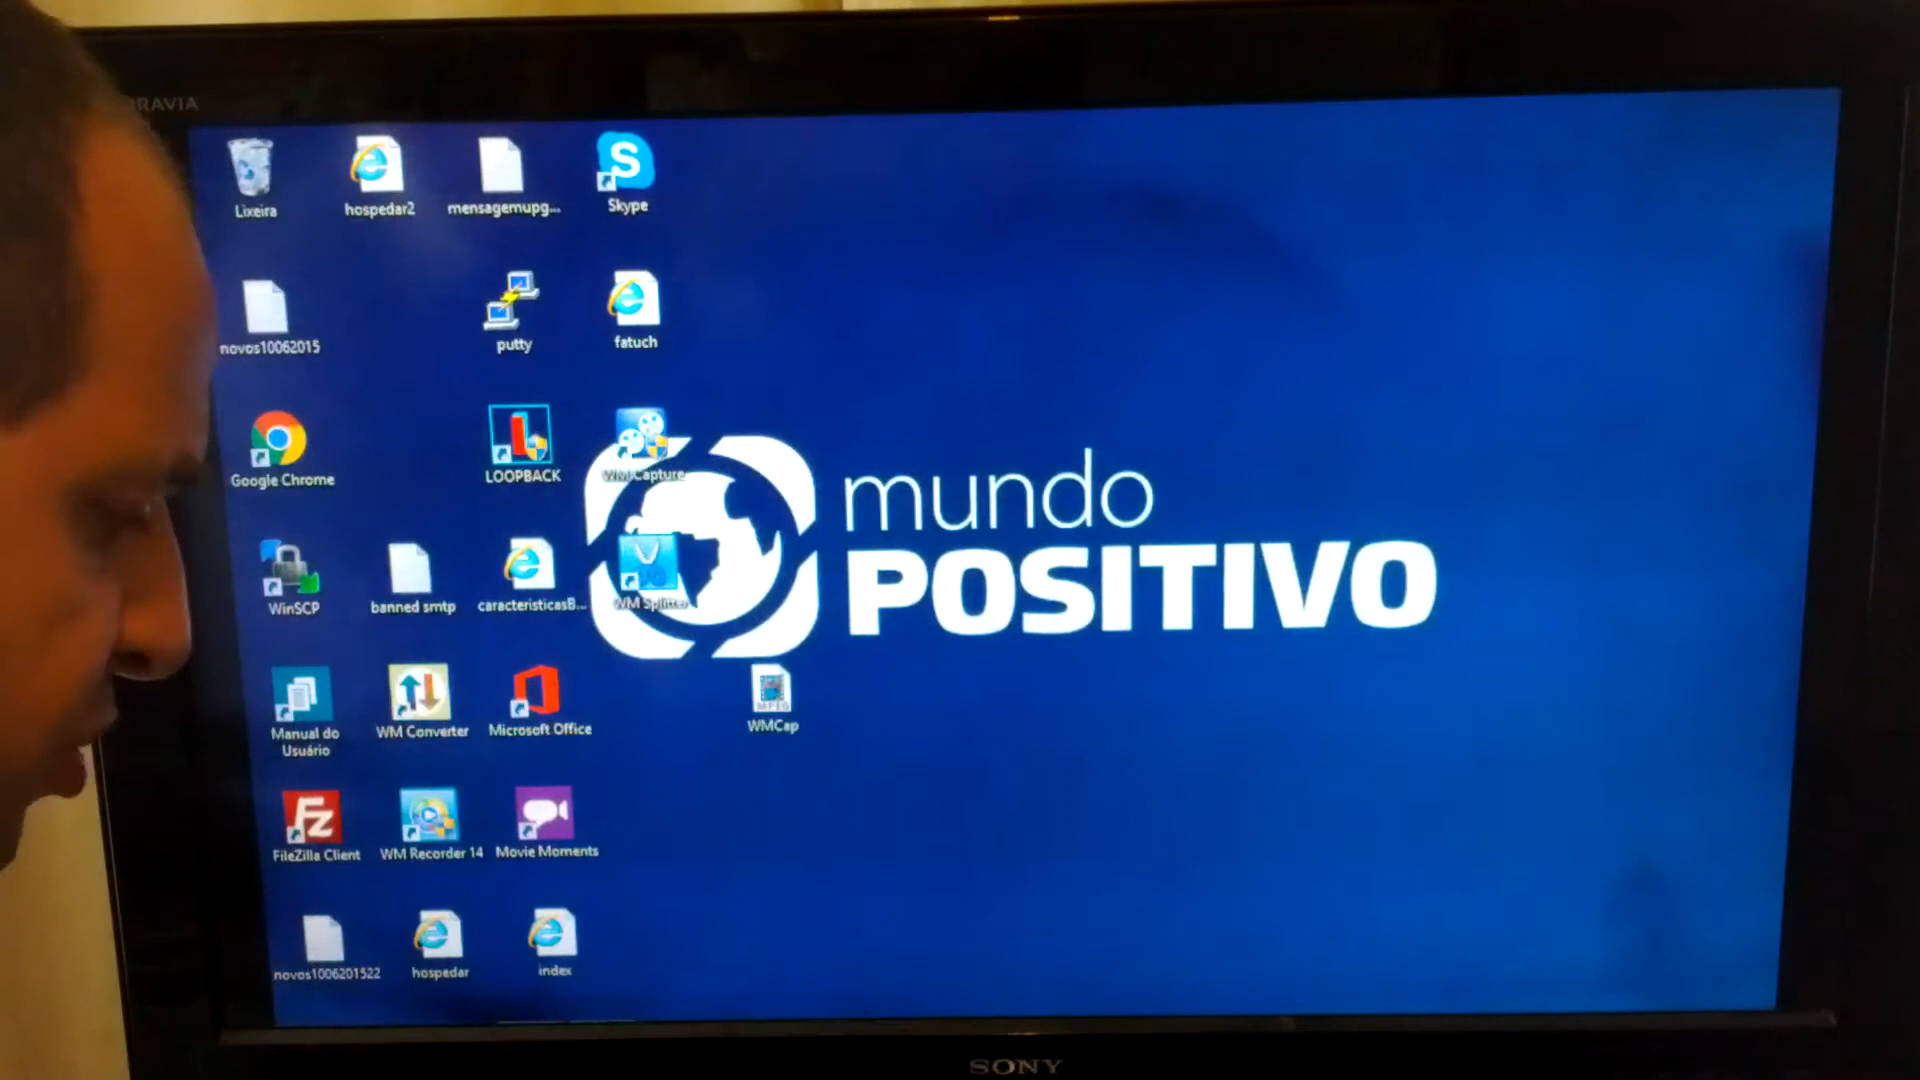 BRAVIA
Lixeira
hospedar2
mensagemupg...
Skype
novos10062015
putty
fatuch
Google Chrome
LOOPBACK
WM Capture
mundo
POSITIVO
WinSCP
banned smtp
caracteristicasB...
WM Splitter
Manual do
Usuário
WM Converter
Microsoft Office
MPEG
WMCap
FileZilla Client
WM Recorder 14
Movie Moments
novos1006201522
hospedar
index
SONY